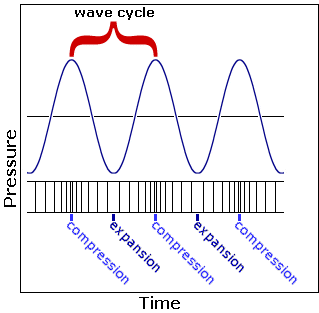 wave cycle
Pressure
compression
expansion
compression
expansion
compression
Time